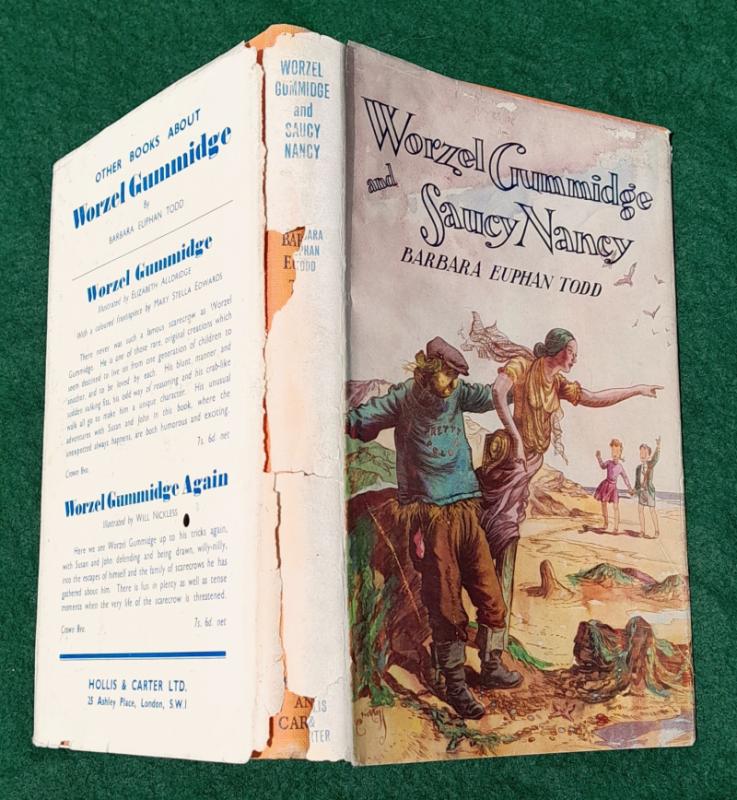 OTHER BOOKS ABOUT
Worzel Gummidge
By
BARBARA EUPHAN TODD
Worzel Gummidge
Illustrated by ELIZABETH ALLDRIDGE
With a coloured frontispiece by MARY STELLA EDWARDS
There never was such a famous scarecrow as Worzel
Gummidge. He is one of those rare, original creations which
seem destined to live on from one generation of children to
another, and to be loved by each. His blunt, manner and
sudden sulking fits, his odd way of reasoning and his crab-like
walk all go to make him a unique character. His unusual
adventures with Susan and John in this book, where the
unexpected always happens, are both humorous and exciting.
Crown 8vo. 7s. 6d. net
Worzel Gummidge Again
Illustrated by WILL NICKLESS
Here we see Worzel Gummidge up to his tricks again,
with Susan and John defending and being drawn, willy-nilly,
into the escapes of himself and the family of scarecrows he has
gathered about him. There is fun in plenty as well as tense
moments when the very life of the scarecrow is threatened.
Crown 8vo. 7s. 6d. net
HOLLIS & CARTER LTD.
25 Ashley Place, London, S.W.1
WORZEL
GUMMIDGE
and
SAUCY
NANCY
BARBARA
EUPHAN
TODD
Worzel Gummidge
and
Saucy Nancy
BARBARA EUPHAN TODD
PRETTY